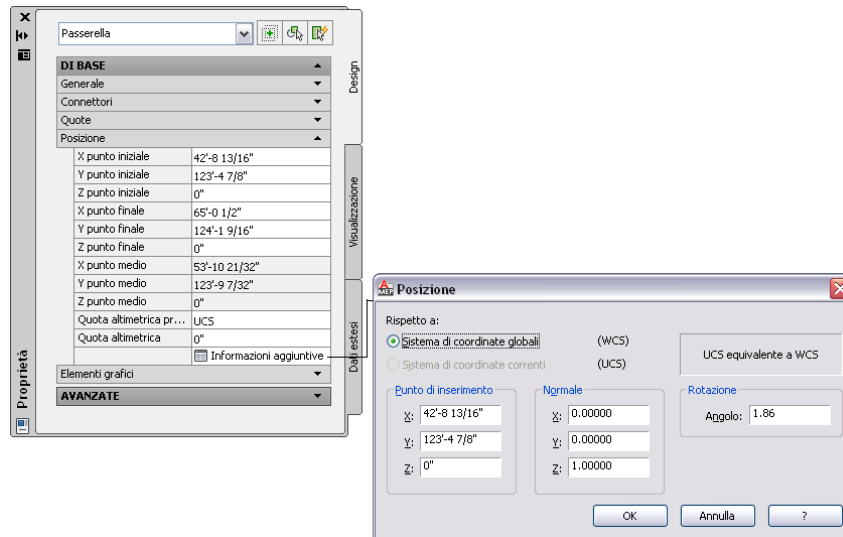 Passerella
DI BASE
Generale
Connettori
Quote
Posizione
X punto iniziale 42'-8 13/16"
Y punto iniziale 123'-4 7/8"
Z punto iniziale 0"
X punto finale 65'-0 1/2"
Y punto finale 124'-1 9/16"
Z punto finale 0"
X punto medio 53'-10 21/32"
Y punto medio 123'-9 7/32"
Z punto medio 0"
Quota altimetrica pr... UCS
Quota altimetrica 0"
Informazioni aggiuntive
Elementi grafici
AVANZATE
Proprietà
Design
Visualizzazione
Dati estesi
MEP
Posizione
Rispetto a:
Sistema di coordinate globali (WCS)
Sistema di coordinate correnti (UCS)
UCS equivalente a WCS
Punto di inserimento
X: 42'-8 13/16"
Y: 123'-4 7/8"
Z: 0"
Normale
X: 0.00000
Y: 0.00000
Z: 1.00000
Rotazione
Angolo: 1.86
OK Annulla ?